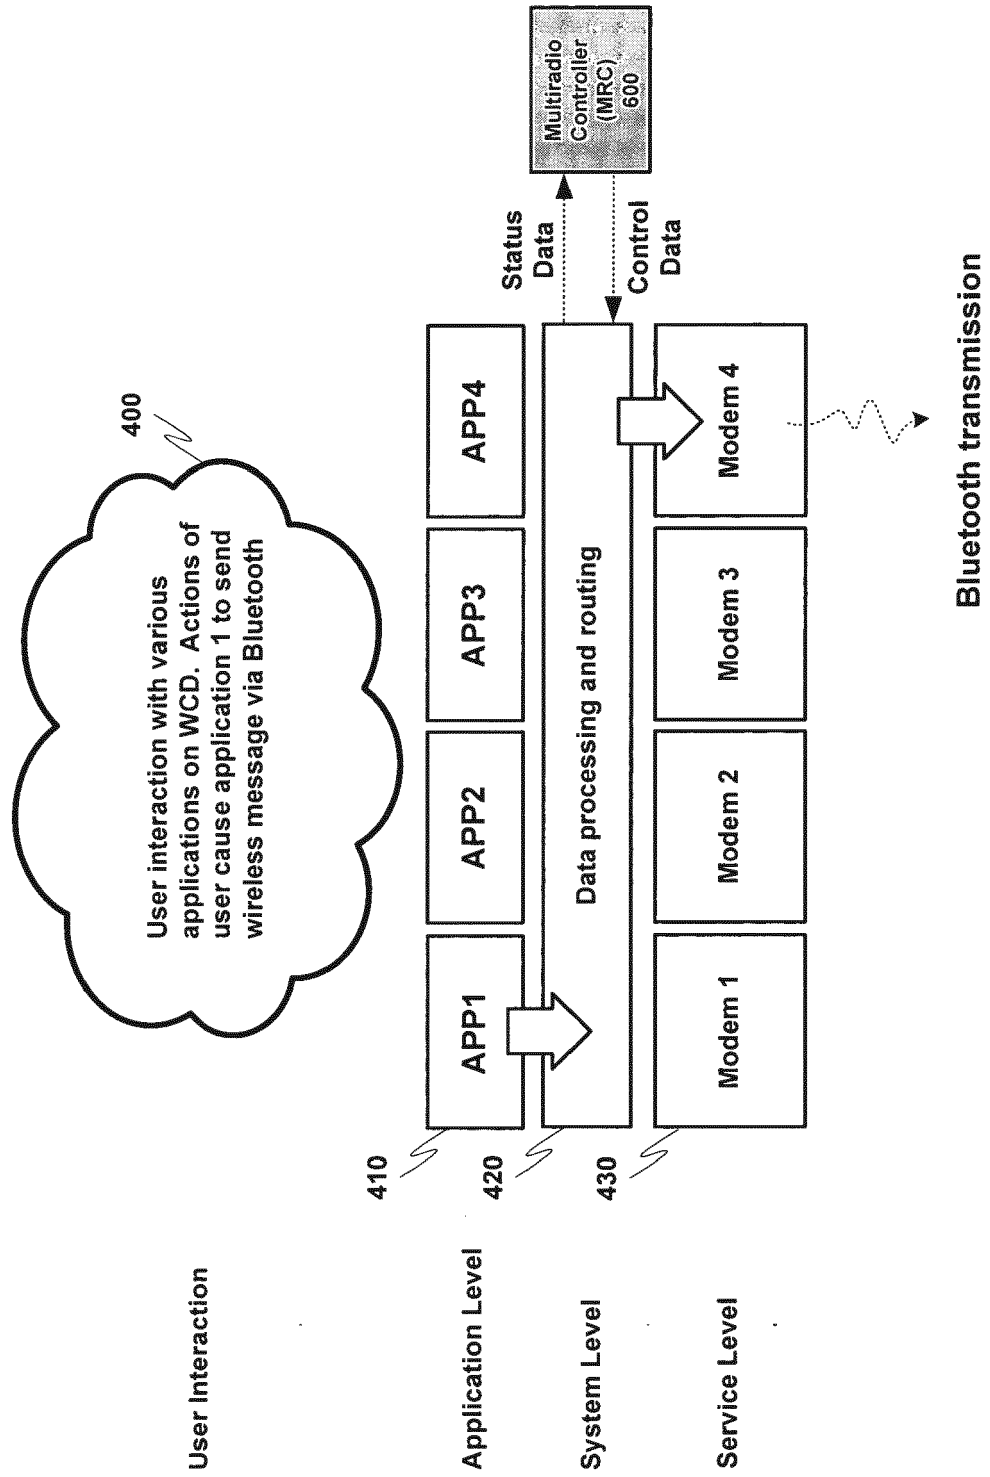 User Interaction
User interaction with various
applications on WCD. Actions of
user cause application 1 to send
wireless message via Bluetooth
400
Application Level
410
APP1
APP2
APP3
APP4
System Level
420
Data processing and routing
Status
Data
Control
Data
Multiradio
Controller
(MRC)
600
Service Level
430
Modem 1
Modem 2
Modem 3
Modem 4
Bluetooth transmission